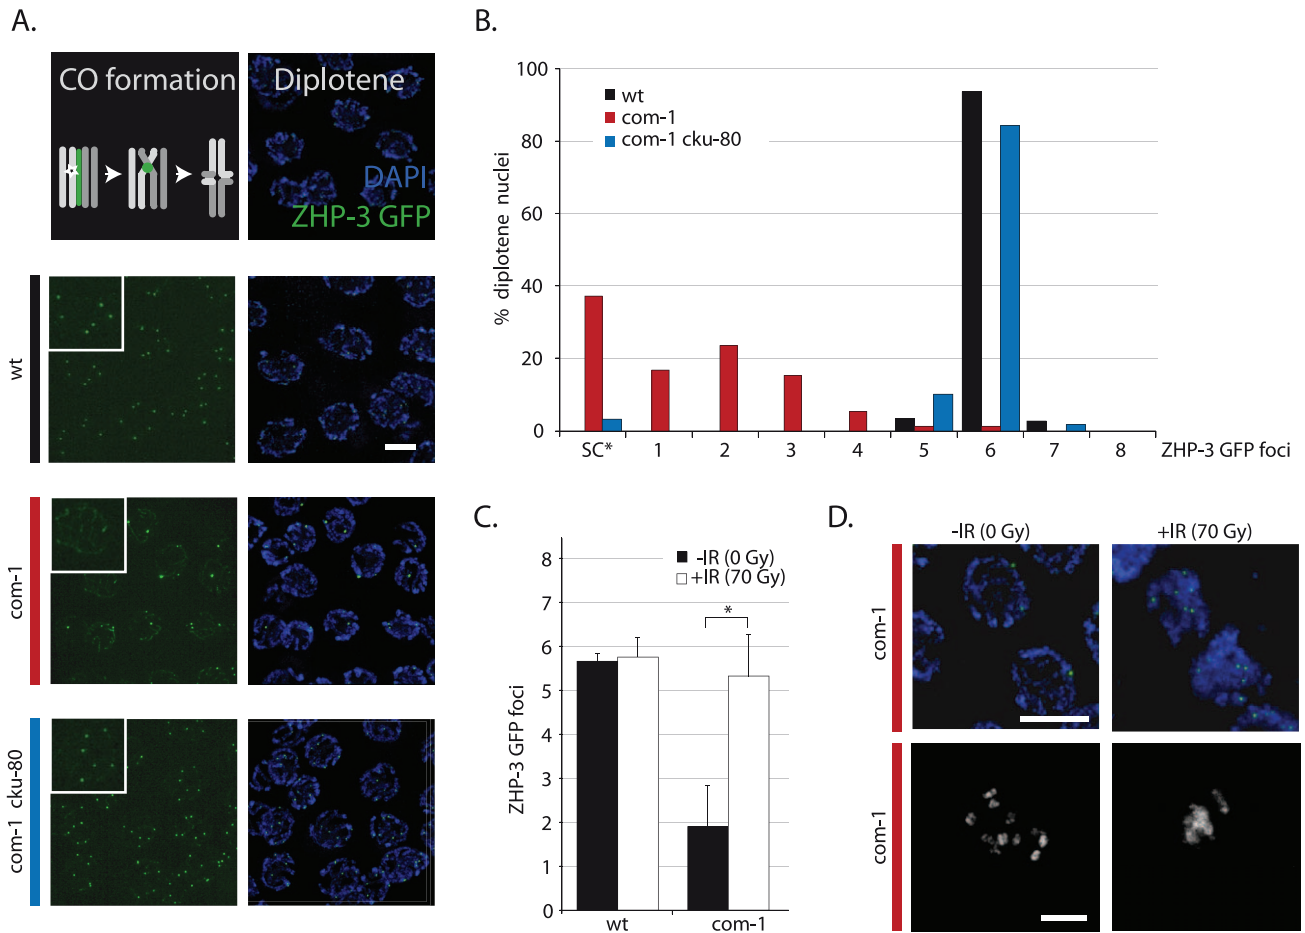 A.
CO formation
Diplotene
DAPI
ZHP-3 GFP
wt
com-1
com-1 cku-80
B.
% diplotene nuclei
100
80
60
40
20
0
wt
com-1
com-1 cku-80
SC* 1 2 3 4 5 6 7 8 ZHP-3 GFP foci
C.
ZHP-3 GFP foci
8
7
6
5
4
3
2
1
0
-IR (0 Gy)
+IR (70 Gy)
*
wt com-1
D.
-IR (0 Gy) +IR (70 Gy)
com-1
com-1